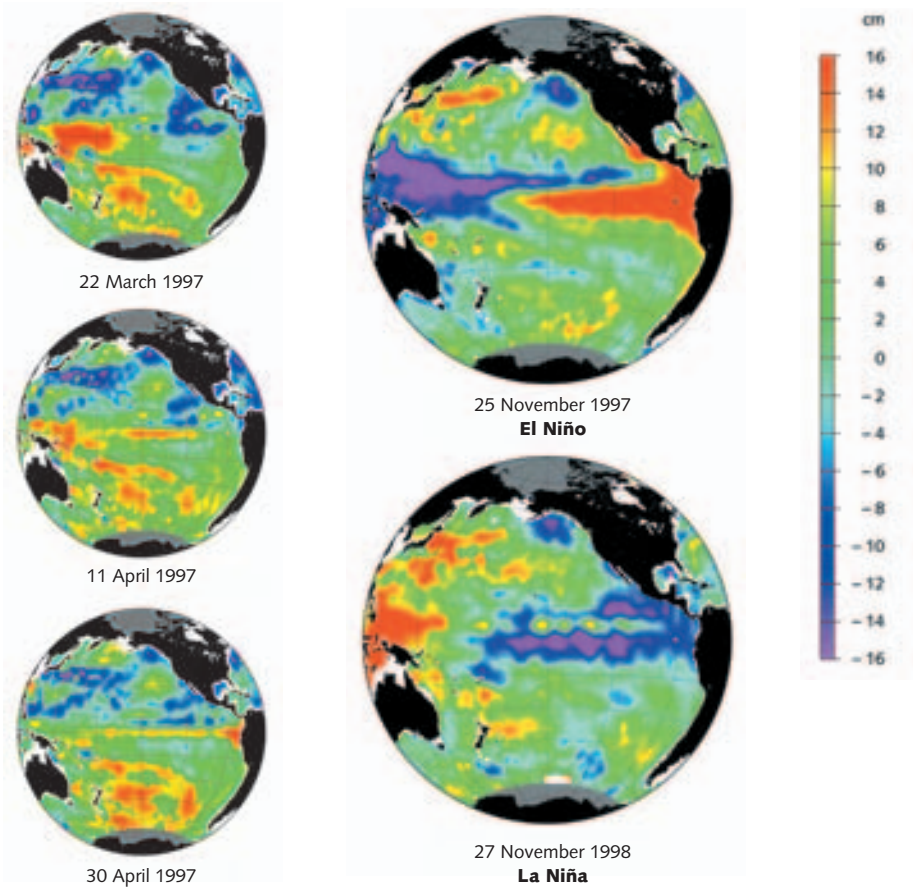 22 March 1997
11 April 1997
30 April 1997
25 November 1997
El Niño
27 November 1998
La Niña
cm
16
14
12
10
8
6
4
2
0
-2
-4
-6
-8
-10
-12
-14
-16